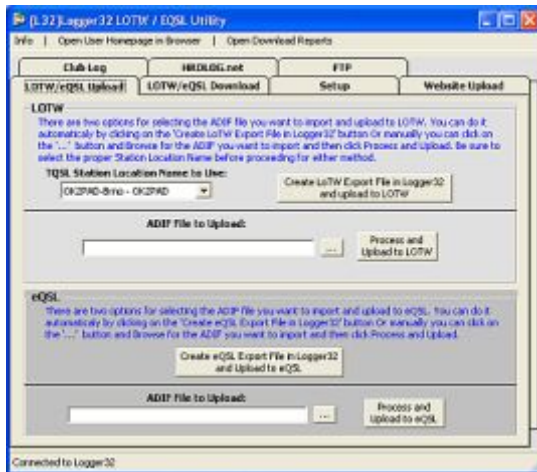 [L32]Logger32 LOTW / EQSL Utility
Info | Open User Homepage in Browser | Open Download Reports
Club Log HRDLOG.net FTP
LOTW/eQSL Upload LOTW/eQSL Download Setup Website Upload
LOTW
There are two options for selecting the ADIF file you want to import and upload to LOTW. You can do it
automaticaly by clicking on the 'Create LoTW Export File in Logger32' button Or manually you can click on
the '...' button and Browse for the ADIF you want to import and then click Process and Upload. Be sure to
select the proper Station Location Name before proceeding for either method.
TQSL Station Location Name to Use:
OK2PAD-Brno - OK2PAD
Create LoTW Export File in Logger32
and upload to LOTW
ADIF File to Upload:
...
Process and
Upload to LOTW
eQSL
There are two options for selecting the ADIF file you want to import and upload to eQSL. You can do it
automaticaly by clicking on the 'Create eQSL Export File in Logger32' button Or manually you can click on
the '...' button and Browse for the ADIF you want to import and then click Process and Upload.
Create eQSL Export File in Logger32
and Upload to eQSL
ADIF File to Upload:
...
Process and
Upload to eQSL
Connected to Logger32